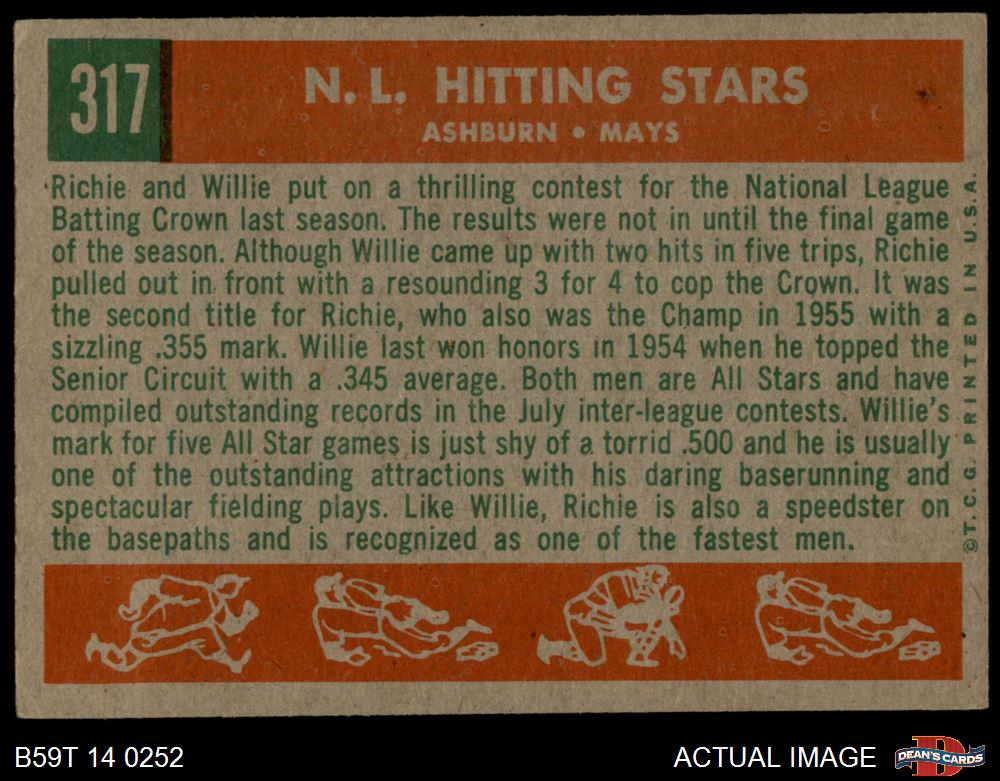 317
N. L. HITTING STARS
ASHBURN • MAYS
Richie and Willie put on a thrilling contest for the National League
Batting Crown last season. The results were not in until the final game
of the season. Although Willie came up with two hits in five trips, Richie
pulled out in front with a resounding 3 for 4 to cop the Crown. It was
the second title for Richie, who also was the Champ in 1955 with a
sizzling .355 mark. Willie last won honors in 1954 when he topped the
Senior Circuit with a .345 average. Both men are All Stars and have
compiled outstanding records in the July inter-league contests. Willie's
mark for five All Star games is just shy of a torrid .500 and he is usually
one of the outstanding attractions with his daring baserunning and
spectacular fielding plays. Like Willie, Richie is also a speedster on
the basepaths and is recognized as one of the fastest men.
©T. C. G. PRINTED IN U.S.A.
B59T 14 0252
ACTUAL IMAGE
D
DEAN'S CARDS